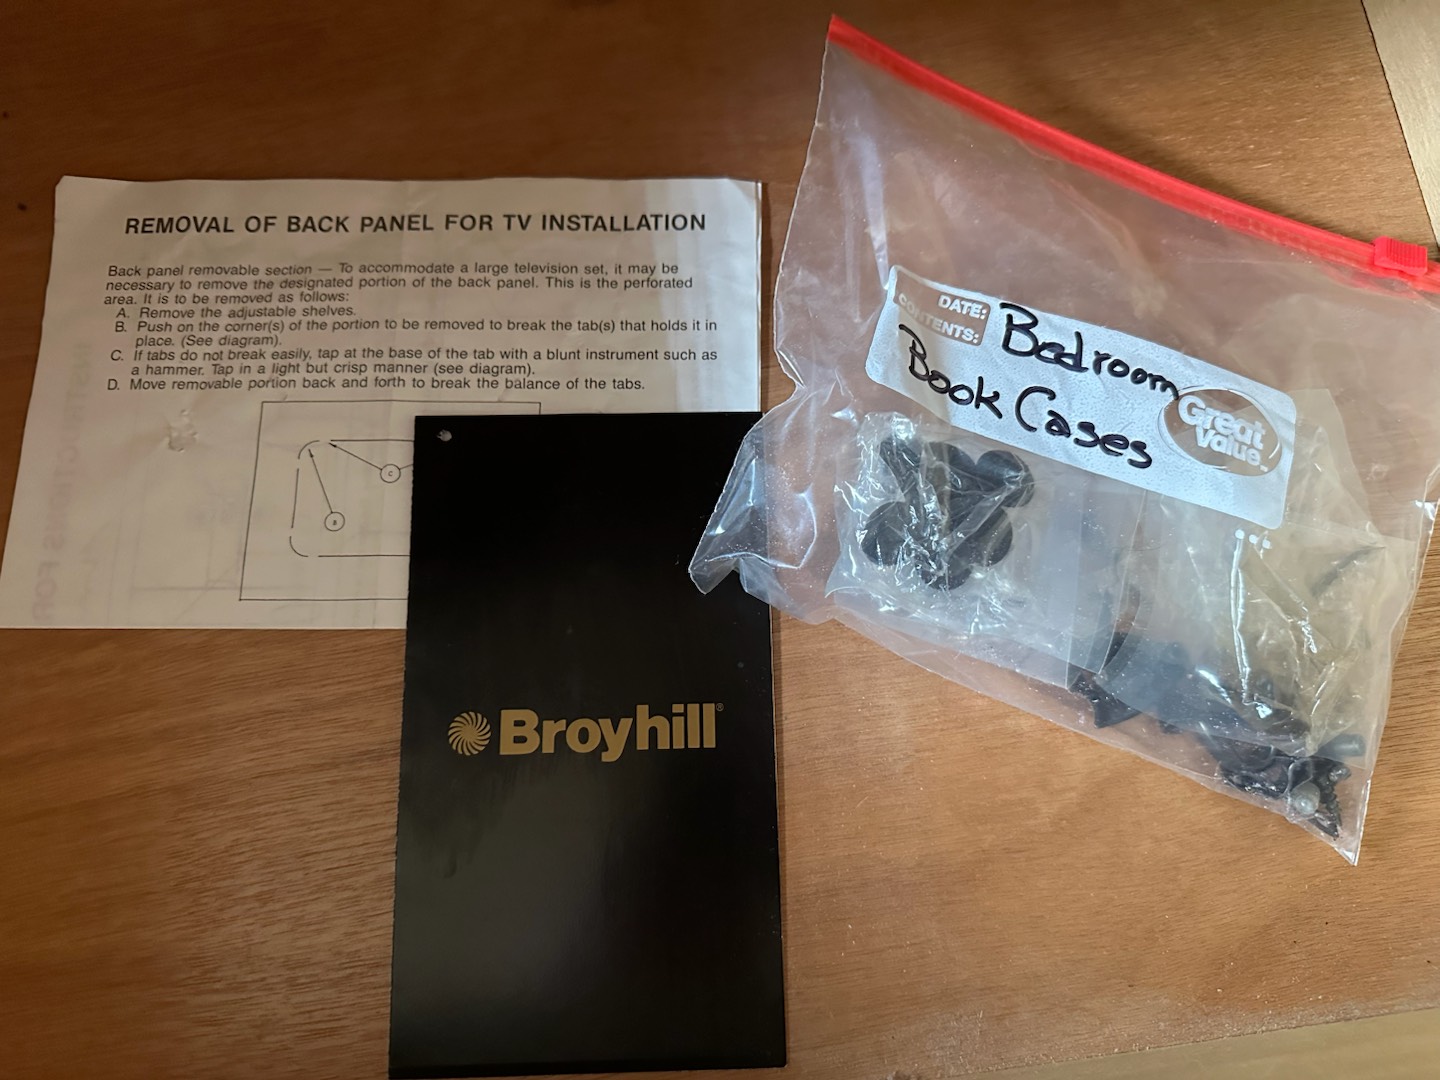 REMOVAL OF BACK PANEL FOR TV INSTALLATION
Back panel removable section — To accommodate a large television set, it may be
necessary to remove the designated portion of the back panel. This is the perforated
area. It is to be removed as follows:
A. Remove the adjustable shelves.
B. Push on the corner(s) of the portion to be removed to break the tab(s) that holds it in
place. (See diagram).
C. If tabs do not break easily, tap at the base of the tab with a blunt instrument such as
a hammer. Tap in a light but crisp manner (see diagram).
D. Move removable portion back and forth to break the balance of the tabs.
C
B
Broyhill®
DATE:
CONTENTS:
Bedroom
Book Cases
Great
Value™